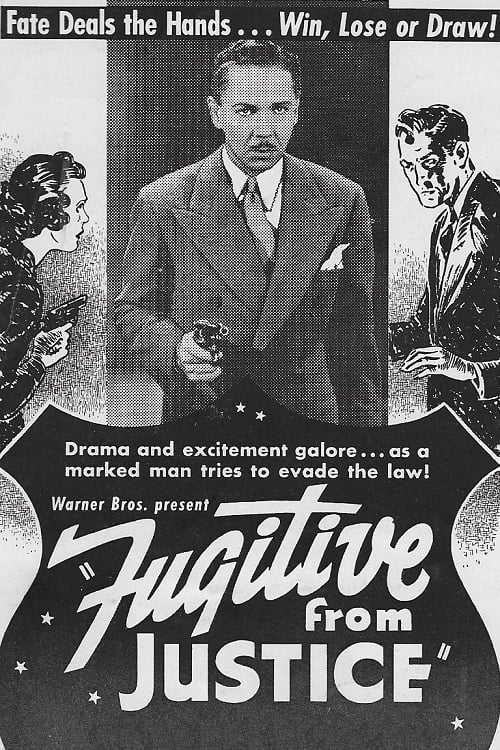 Fate Deals the Hands... Win, Lose or Draw!
Drama and excitement galore...as a
marked man tries to evade the law!
Warner Bros. present
"Fugitive
from
JUSTICE"